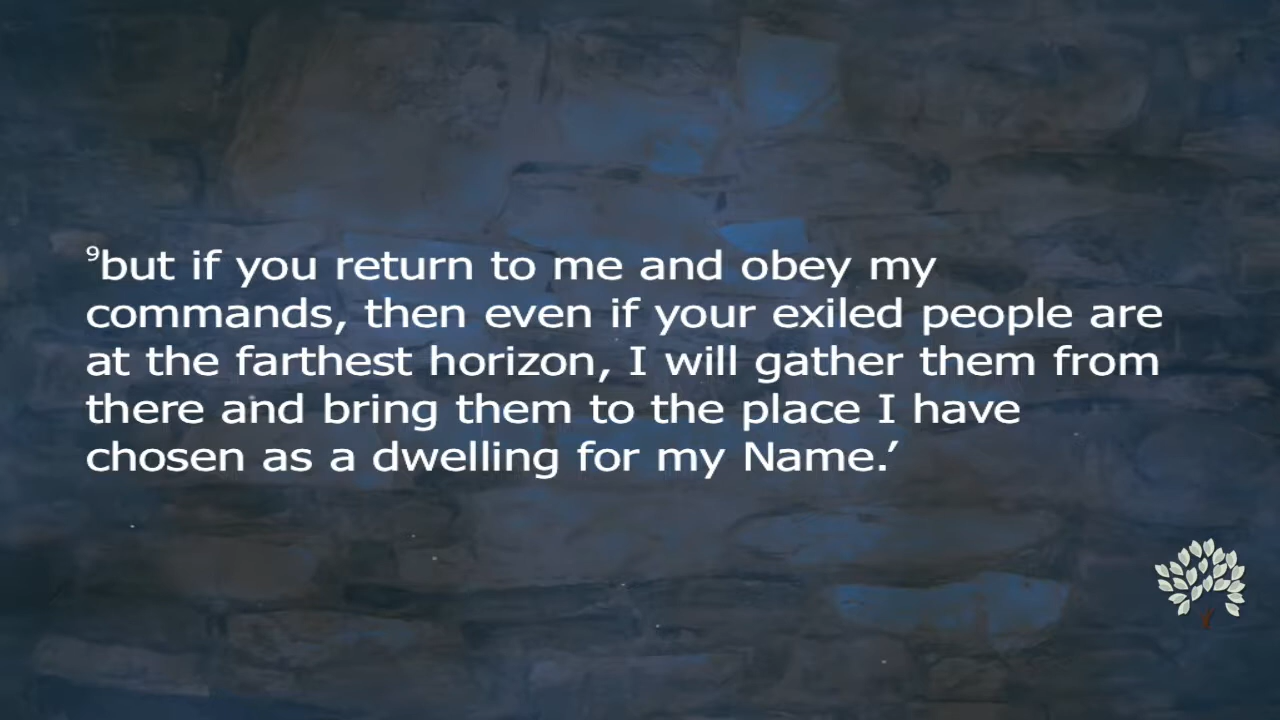 ⁹but if you return to me and obey my
commands, then even if your exiled people are
at the farthest horizon, I will gather them from
there and bring them to the place I have
chosen as a dwelling for my Name.’